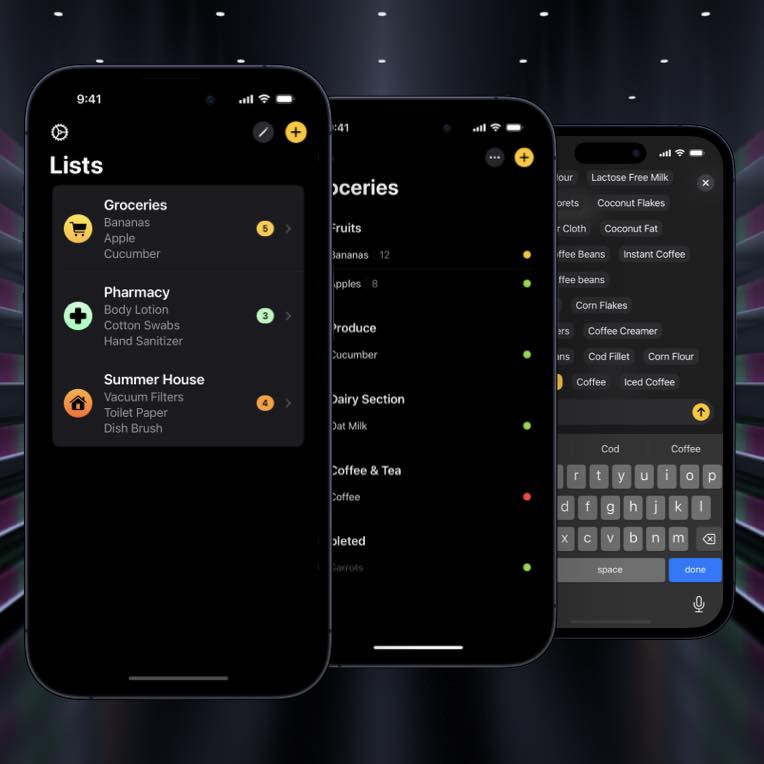 9:41
Lists
Groceries
Bananas
Apple
Cucumber
5
Pharmacy
Body Lotion
Cotton Swabs
Hand Sanitizer
3
Summer House
Vacuum Filters
Toilet Paper
Dish Brush
4
:41
oceries
Fruits
Bananas 12
Apples 8
Produce
Cucumber
Dairy Section
Oat Milk
Coffee & Tea
Coffee
pleted
Carrots
our Lactose Free Milk
orets Coconut Flakes
r Cloth Coconut Fat
offee Beans Instant Coffee
ffee beans
Corn Flakes
ers Coffee Creamer
ans Cod Fillet Corn Flour
Coffee Iced Coffee
Cod Coffee
r t y u i o p
d f g h j k l
x c v b n m
space done